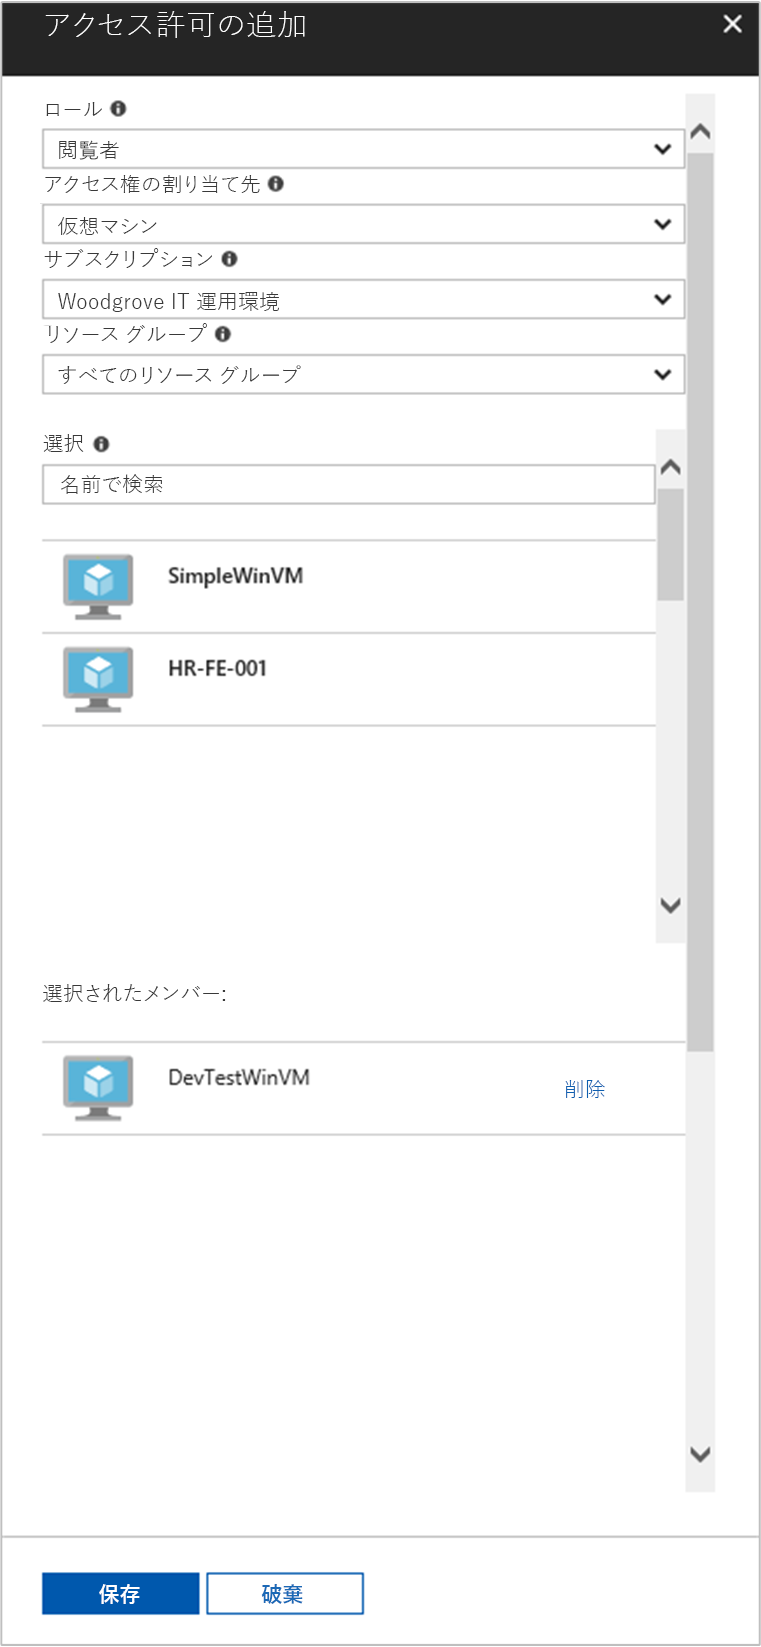 アクセス許可の追加
ロール
閲覧者
アクセス権の割り当て先
仮想マシン
サブスクリプション
Woodgrove IT 運用環境
リソース グループ
すべてのリソース グループ
選択
名前で検索
SimpleWinVM
HR-FE-001
選択されたメンバー:
DevTestWinVM
削除
保存 破棄